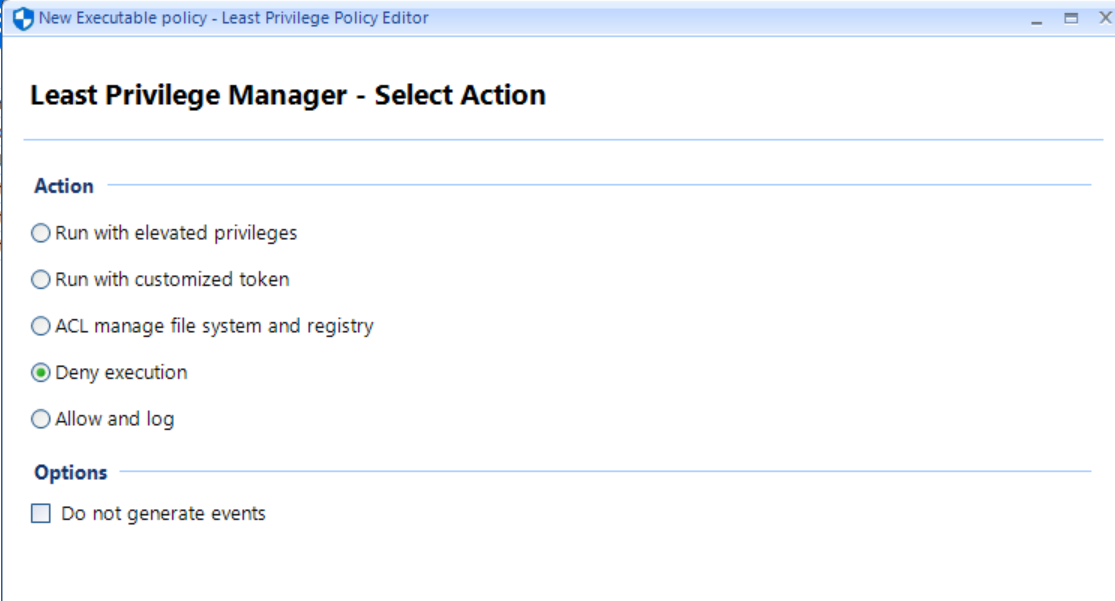 New Executable policy - Least Privilege Policy Editor
Least Privilege Manager - Select Action
Action
Run with elevated privileges
Run with customized token
ACL manage file system and registry
Deny execution
Allow and log
Options
Do not generate events